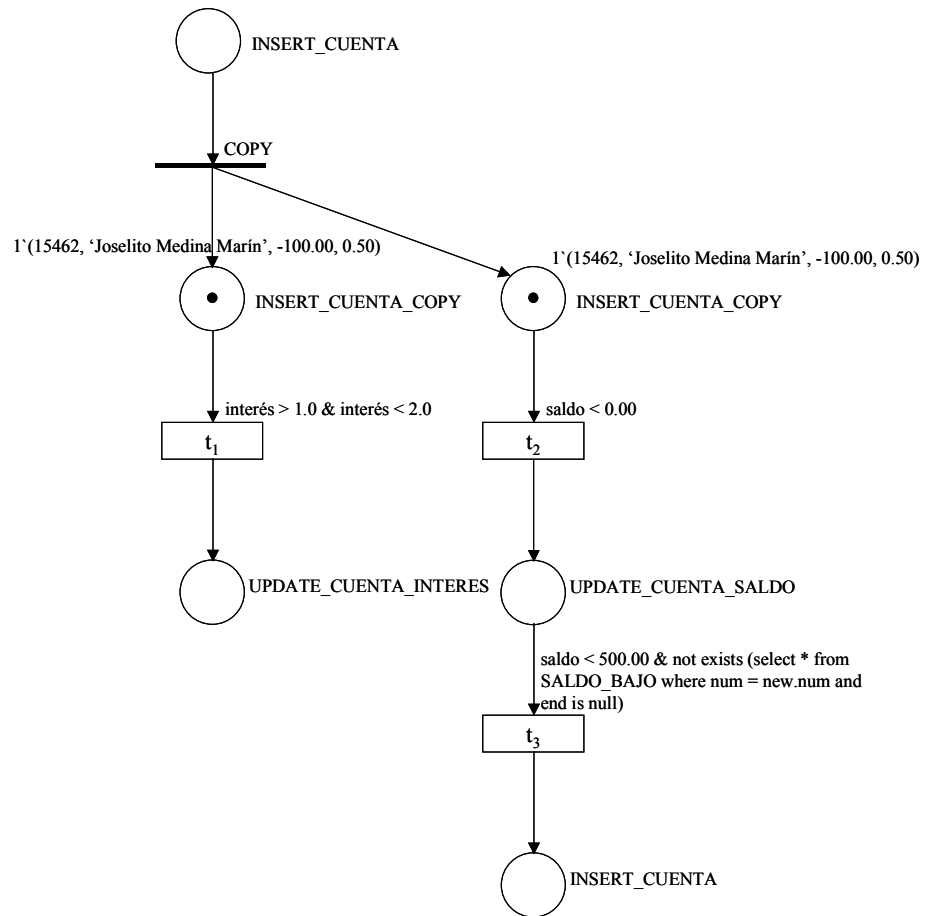 INSERT_CUENTA
COPY
1`(15462, ‘Joselito Medina Marín’, -100.00, 0.50)
1`(15462, ‘Joselito Medina Marín’, -100.00, 0.50)
INSERT_CUENTA_COPY
INSERT_CUENTA_COPY
interés > 1.0 & interés < 2.0
saldo < 0.00
t1
t2
UPDATE_CUENTA_INTERES
UPDATE_CUENTA_SALDO
saldo < 500.00 & not exists (select * from
SALDO_BAJO where num = new.num and
end is null)
t3
INSERT_CUENTA